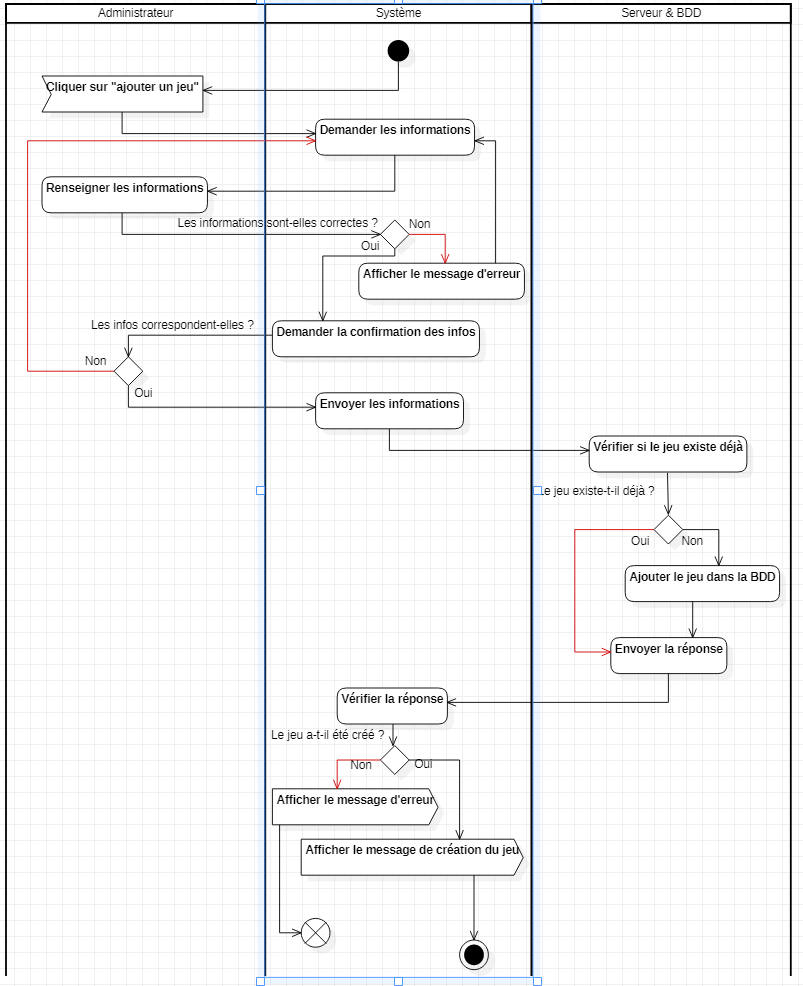 Administrateur
Système
Serveur & BDD
Cliquer sur "ajouter un jeu"
Demander les informations
Renseigner les informations
Les informations sont-elles correctes ?
Non
Oui
Afficher le message d'erreur
Les infos correspondent-elles ?
Demander la confirmation des infos
Non
Oui
Envoyer les informations
Vérifier si le jeu existe déjà
Le jeu existe-t-il déjà ?
Oui
Non
Ajouter le jeu dans la BDD
Envoyer la réponse
Vérifier la réponse
Le jeu a-t-il été créé ?
Non
Oui
Afficher le message d'erreur
Afficher le message de création du jeu